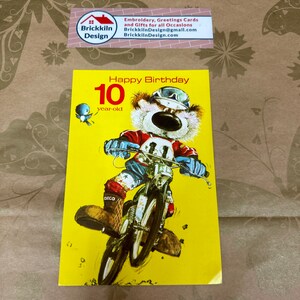 Brickkiln
Design
Embroidery, Greetings Cards
and Gifts for all Occasions
BrickkilnDesign@gmail.com
BrickkilnDesign
Happy Birthday
10
year-old